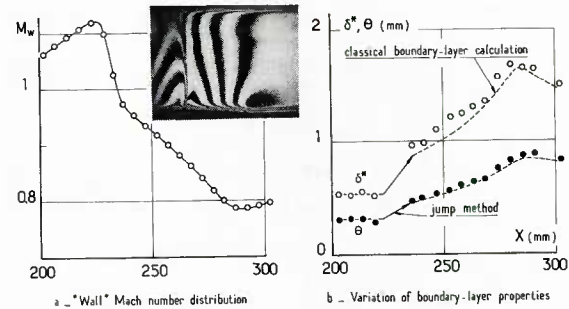 Mw
1
0.8
200
250
300
a _ "Wall" Mach number distribution
2
δ*, θ (mm)
classical boundary-layer calculation
1
δ*
jump method
θ
X (mm)
0
200
250
300
b _ Variation of boundary-layer properties